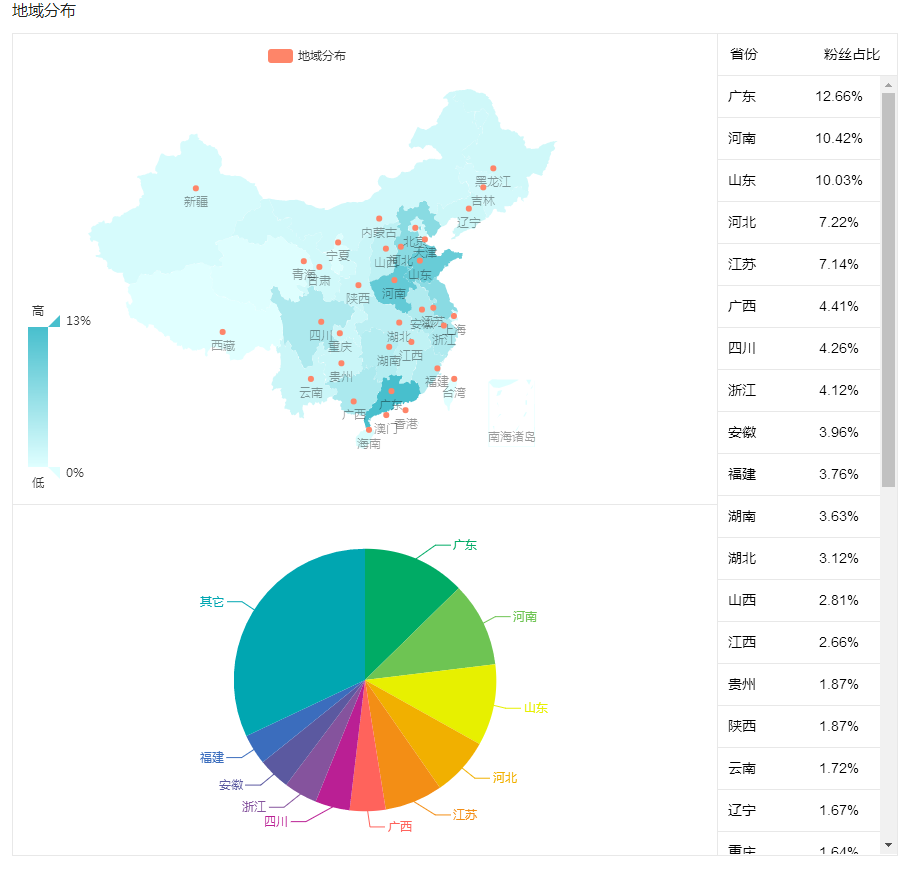 地域分布
地域分布
黑龙江
新疆
吉林
辽宁
内蒙古
北京
天津
宁夏
山西
河北
青海
甘肃
山东
陕西
河南
安徽
江苏
上海
四川
重庆
湖北
浙江
西藏
湖南
江西
贵州
福建
云南
台湾
广西
广东
澳门
香港
海南
南海诸岛
高
13%
0%
低
广东
河南
山东
河北
江苏
广西
四川
浙江
安徽
福建
其它
省份 粉丝占比
广东 12.66%
河南 10.42%
山东 10.03%
河北 7.22%
江苏 7.14%
广西 4.41%
四川 4.26%
浙江 4.12%
安徽 3.96%
福建 3.76%
湖南 3.63%
湖北 3.12%
山西 2.81%
江西 2.66%
贵州 1.87%
陕西 1.87%
云南 1.72%
辽宁 1.67%
重庆 1.64%